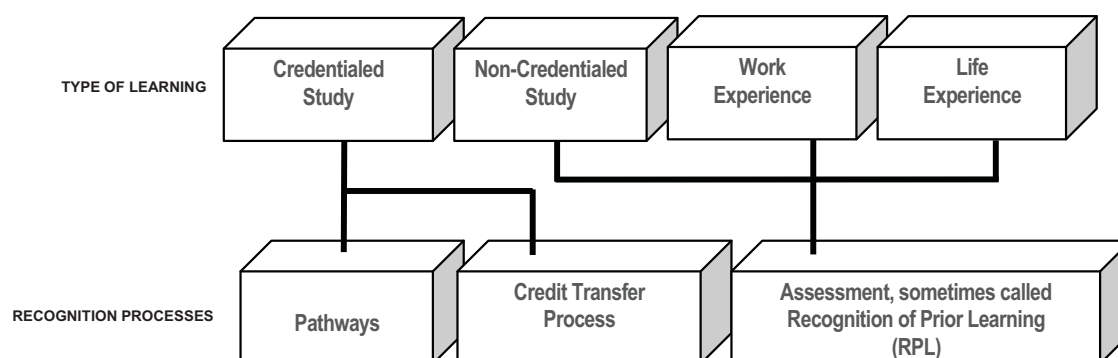 TYPE OF LEARNING
Credentialed
Study
Non-Credentialed
Study
Work
Experience
Life
Experience
RECOGNITION PROCESSES
Pathways
Credit Transfer
Process
Assessment, sometimes called
Recognition of Prior Learning
(RPL)